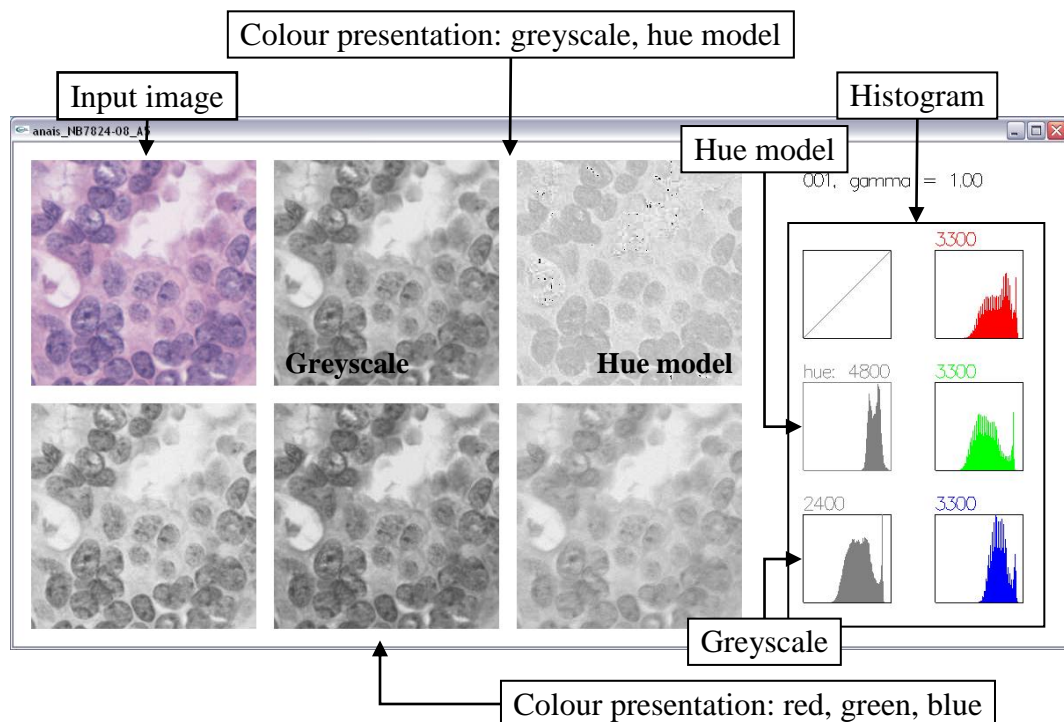 Colour presentation: greyscale, hue model
Input image
Histogram
anais_NB7824-08_A5
Hue model
001, gamma = 1.00
3300
Greyscale
Hue model
hue: 4800
3300
2400
3300
Greyscale
Colour presentation: red, green, blue